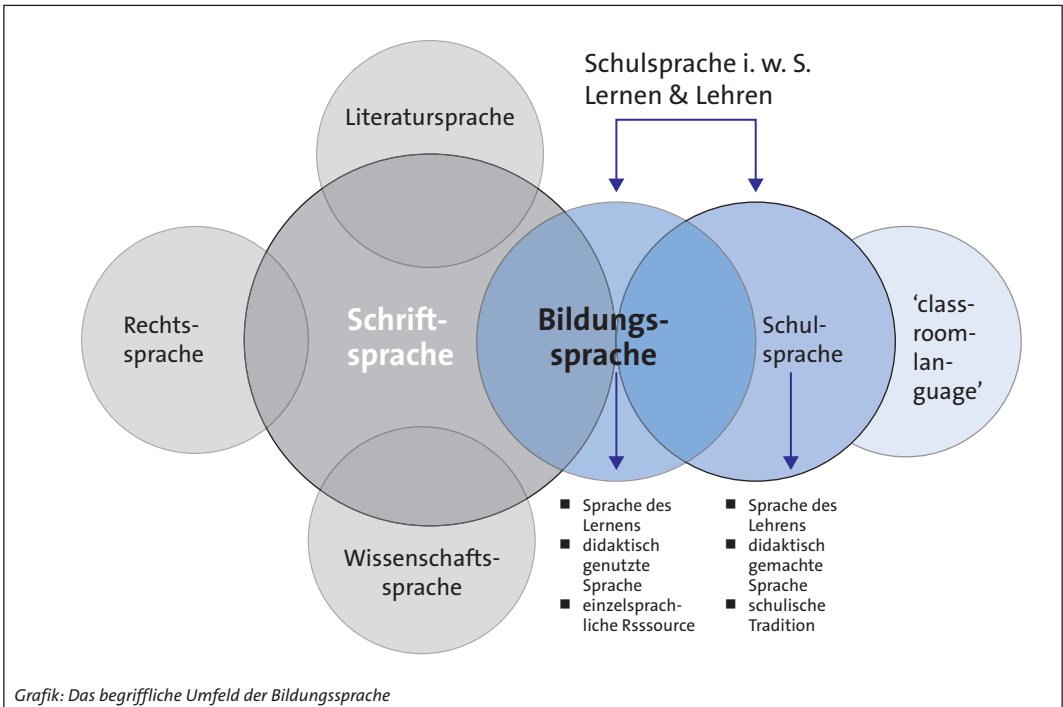 Schulsprache i. w. S.
Lernen & Lehren
Literatursprache
Rechts-
sprache
Schrift-
sprache
Bildungs-
sprache
Schul-
sprache
‘class-
room-
lan-
guage’
Wissenschafts-
sprache
■ Sprache des
Lernens
■ didaktisch
genutzte
Sprache
■ einzelsprach-
liche Rsssource
■ Sprache des
Lehrens
■ didaktisch
gemachte
Sprache
■ schulische
Tradition
Grafik: Das begriffliche Umfeld der Bildungssprache